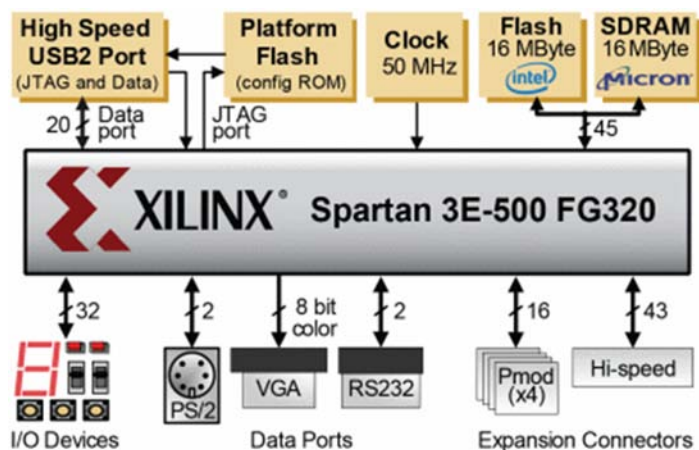 High Speed
USB2 Port
(JTAG and Data)
Platform
Flash
(config ROM)
Clock
50 MHz
Flash
16 MByte
intel
SDRAM
16 MByte
Micron
20
Data
port
JTAG
port
45
XILINX® Spartan 3E-500 FG320
32
2
8 bit
color
2
16
43
PS/2
VGA
RS232
Pmod
(x4)
Hi-speed
I/O Devices
Data Ports
Expansion Connectors